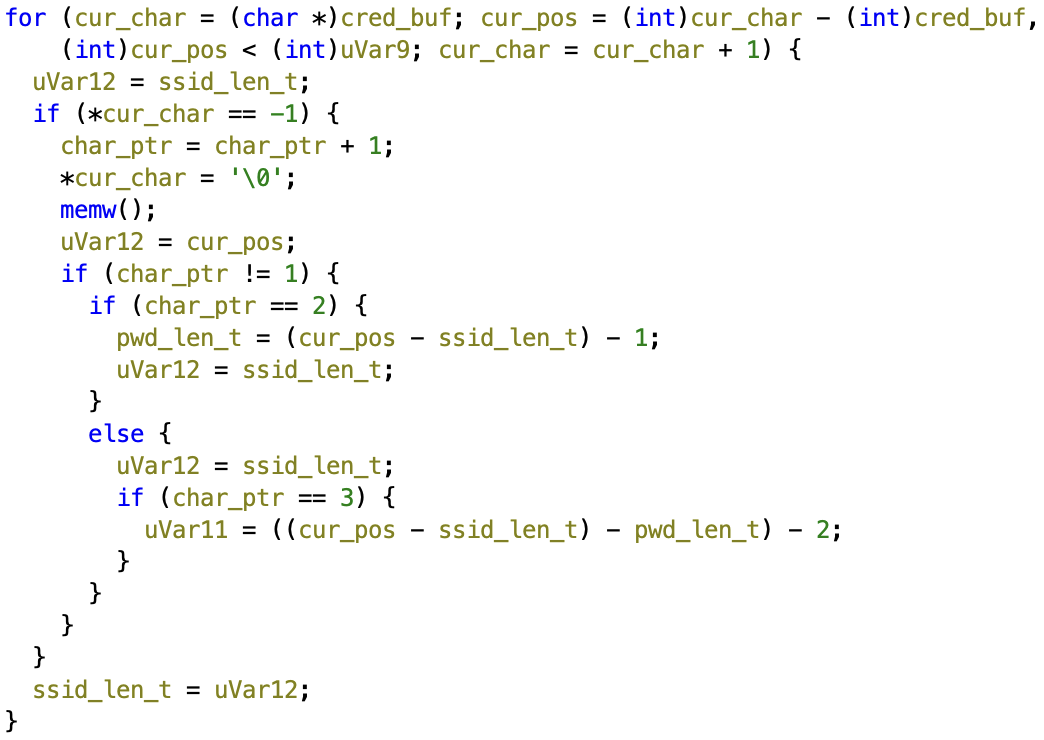 for (cur_char = (char *)cred_buf; cur_pos = (int)cur_char - (int)cred_buf,
    (int)cur_pos < (int)uVar9; cur_char = cur_char + 1) {
  uVar12 = ssid_len_t;
  if (*cur_char == -1) {
    char_ptr = char_ptr + 1;
    *cur_char = '\0';
    memw();
    uVar12 = cur_pos;
    if (char_ptr != 1) {
      if (char_ptr == 2) {
        pwd_len_t = (cur_pos - ssid_len_t) - 1;
        uVar12 = ssid_len_t;
      }
      else {
        uVar12 = ssid_len_t;
        if (char_ptr == 3) {
          uVar11 = ((cur_pos - ssid_len_t) - pwd_len_t) - 2;
        }
      }
    }
  }
  ssid_len_t = uVar12;
}